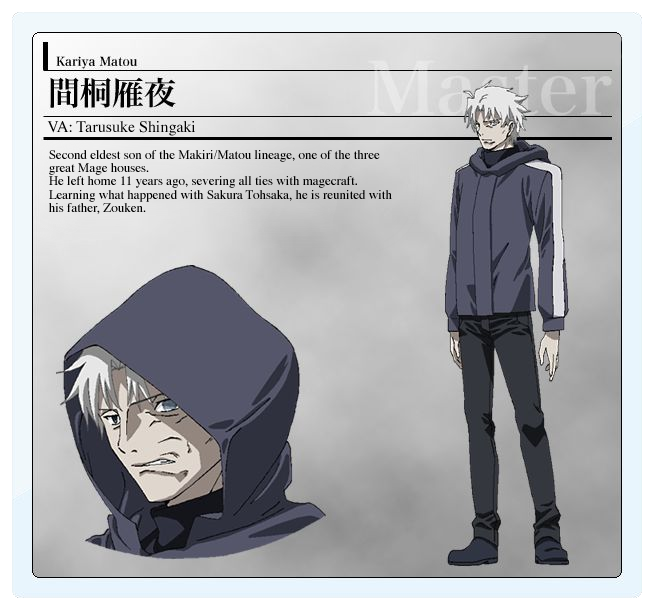 Kariya Matou
Master
間桐雁夜
VA: Tarusuke Shingaki
Second eldest son of the Makiri/Matou lineage, one of the three
great Mage houses.
He left home 11 years ago, severing all ties with magecraft.
Learning what happened with Sakura Tohsaka, he is reunited with
his father, Zouken.